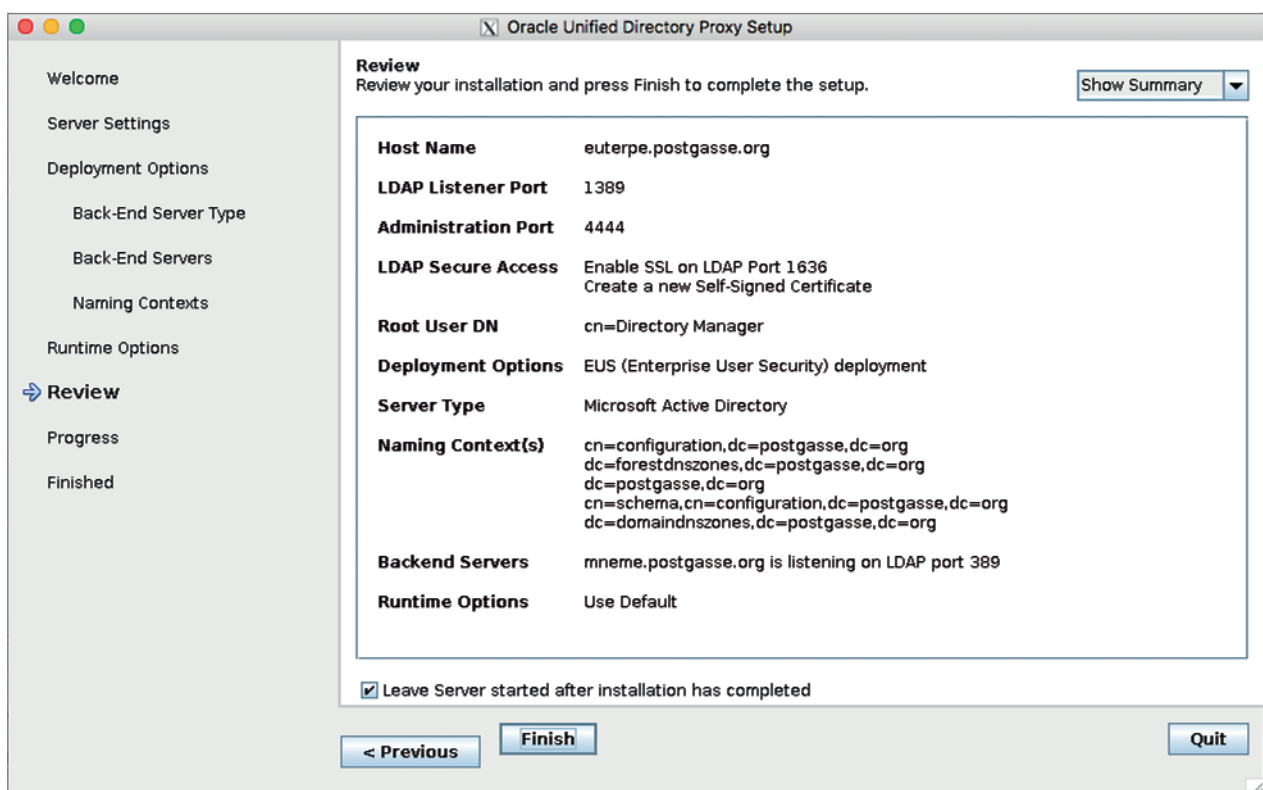 Oracle Unified Directory Proxy Setup
Welcome
Server Settings
Deployment Options
Back-End Server Type
Back-End Servers
Naming Contexts
Runtime Options
Review
Progress
Finished
Review
Review your installation and press Finish to complete the setup.
Show Summary
Host Name euterpe.postgasse.org
LDAP Listener Port 1389
Administration Port 4444
LDAP Secure Access Enable SSL on LDAP Port 1636
Create a new Self-Signed Certificate
Root User DN cn=Directory Manager
Deployment Options EUS (Enterprise User Security) deployment
Server Type Microsoft Active Directory
Naming Context(s) cn=configuration,dc=postgasse,dc=org
dc=forestdnszones,dc=postgasse,dc=org
dc=postgasse,dc=org
cn=schema,cn=configuration,dc=postgasse,dc=org
dc=domaindnszones,dc=postgasse,dc=org
Backend Servers mneme.postgasse.org is listening on LDAP port 389
Runtime Options Use Default
Leave Server started after installation has completed
< Previous
Finish
Quit